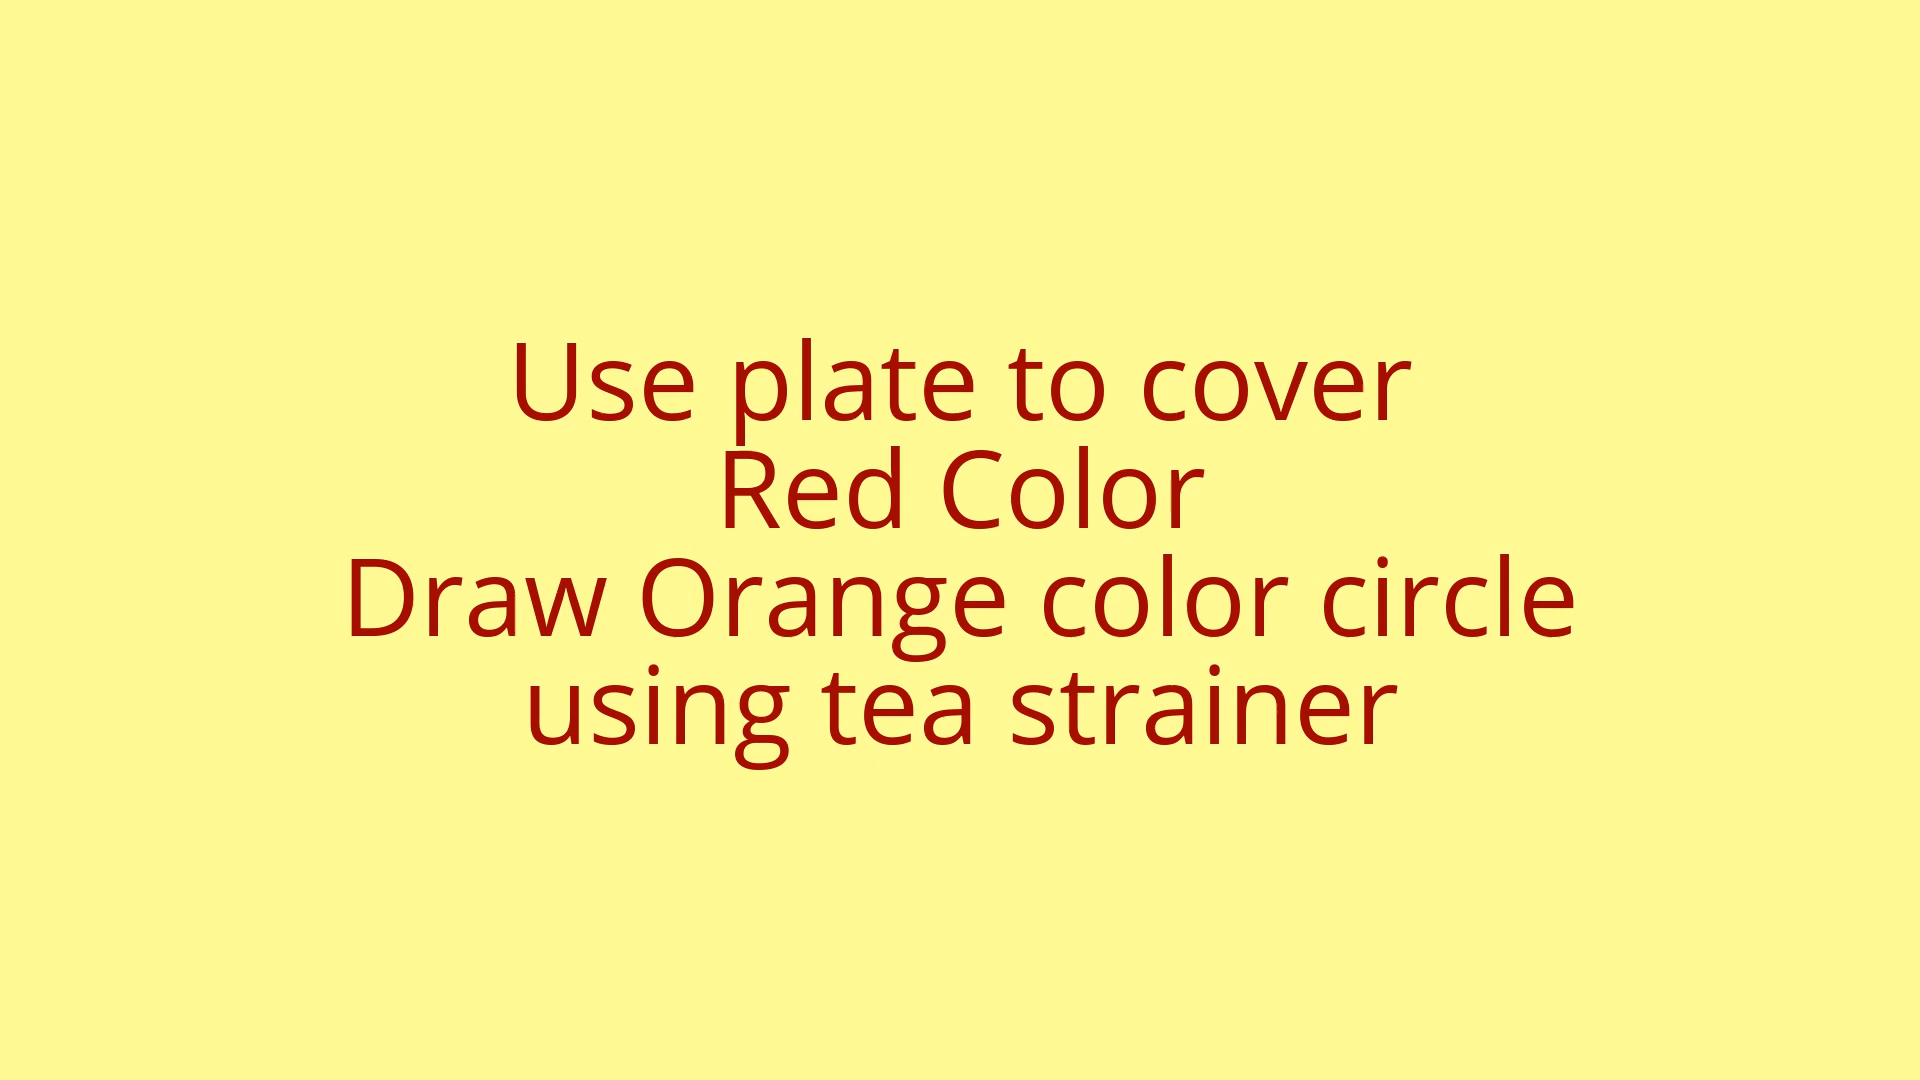 Use plate to cover
Red Color
Draw Orange color circle
using tea strainer